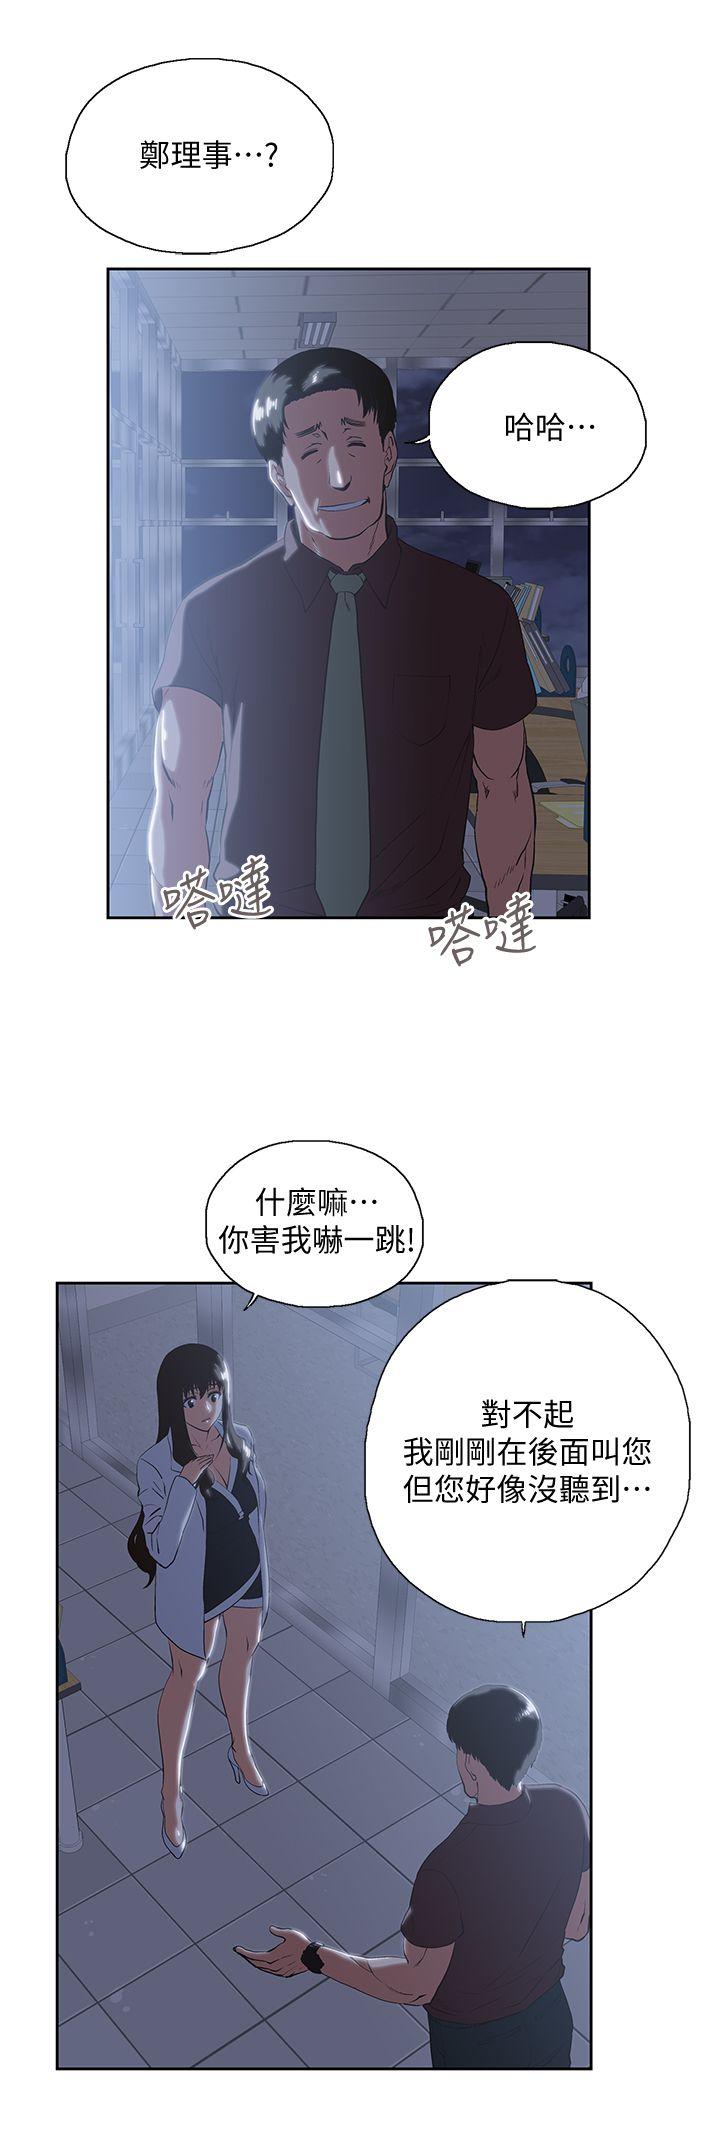 鄭理事⋯?
哈哈⋯
嗒噠
嗒噠
什麼嘛⋯
你害我嚇一跳!
對不起
我剛剛在後面叫您
但您好像沒聽到⋯